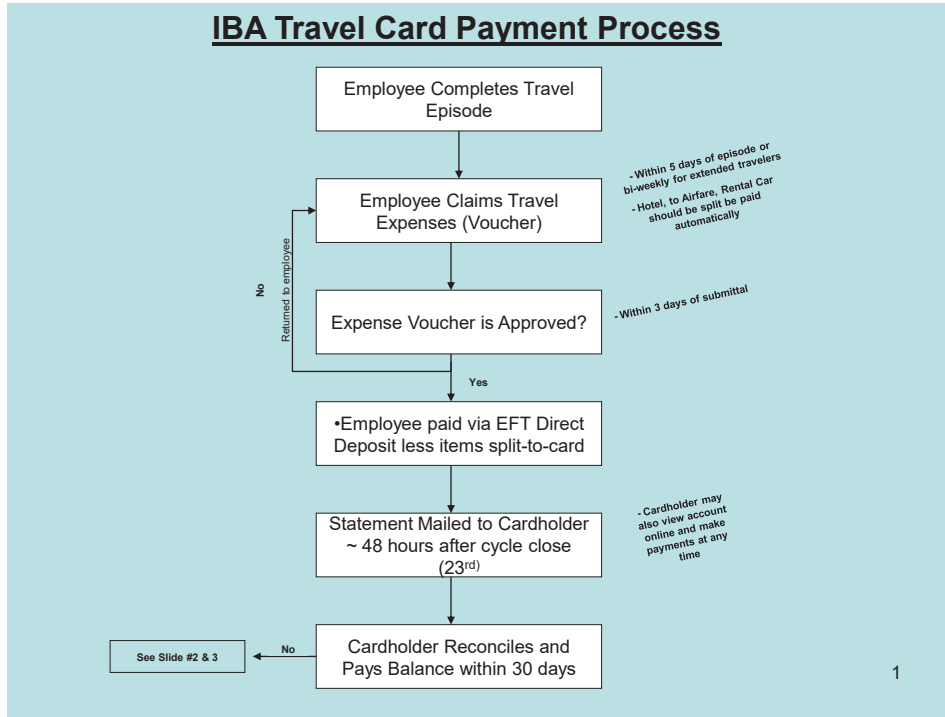 IBA Travel Card Payment Process
Employee Completes Travel
Episode
- Within 5 days of episode or
bi-weekly for extended travelers
- Hotel, to Airfare, Rental Car
should be split be paid
automatically
Employee Claims Travel
Expenses (Voucher)
No
Returned to employee
Expense Voucher is Approved?
- Within 3 days of submittal
Yes
•Employee paid via EFT Direct
Deposit less items split-to-card
Statement Mailed to Cardholder
~ 48 hours after cycle close
(23rd)
- Cardholder may
also view account
online and make
payments at any
time
Cardholder Reconciles and
Pays Balance within 30 days
No
See Slide #2 & 3
1